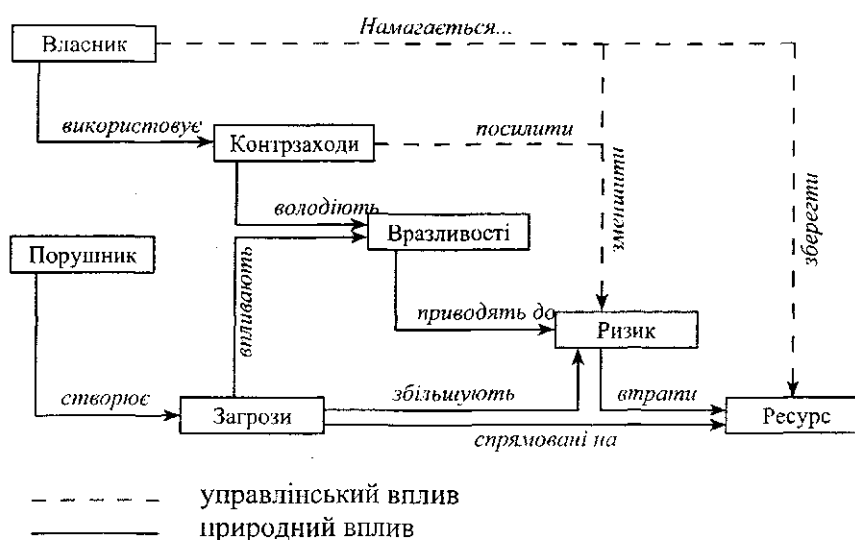 Намагається...
Власник
використовує
Контрзаходи
посилити
зменшити
зберегти
володіють
Вразливості
Порушник
впливають
приводять до
Ризик
створює
Загрози
збільшують
втрати
Ресурс
спрямовані на
управлінський вплив
природний вплив